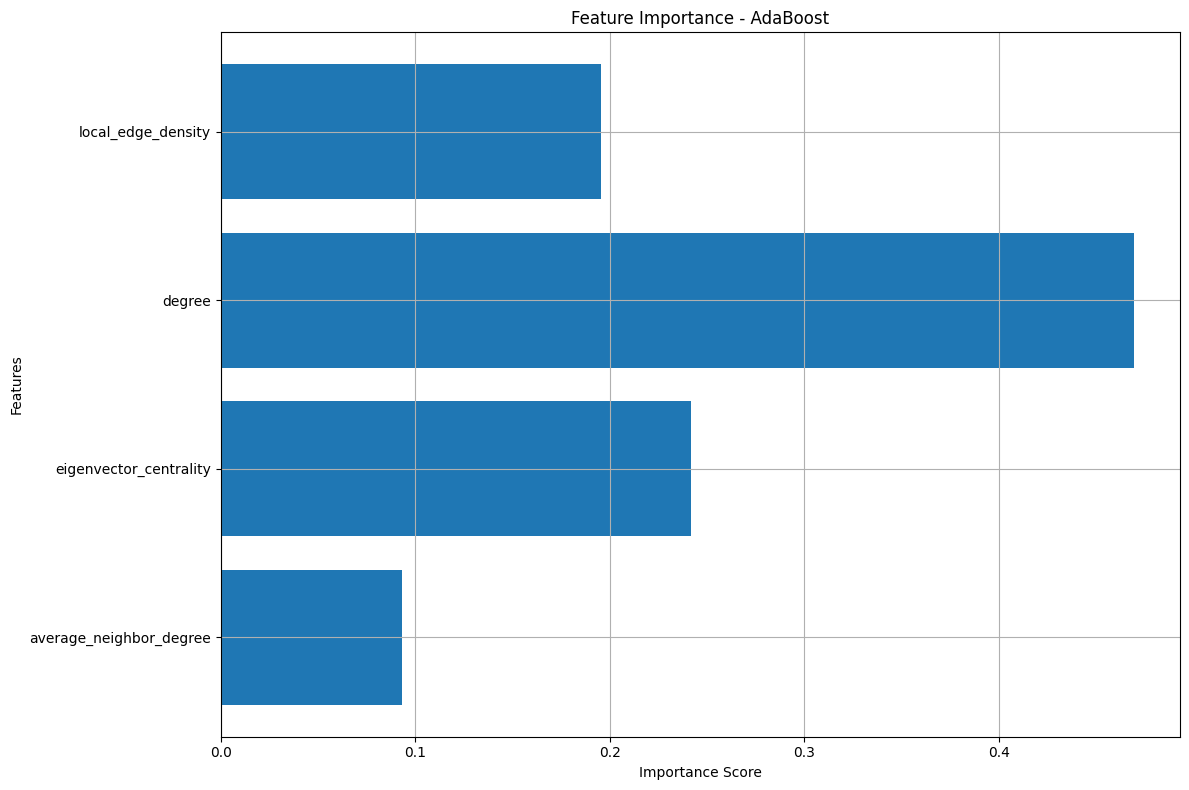 Feature Importance - AdaBoost
local_edge_density
degree
eigenvector_centrality
average_neighbor_degree
Features
0.0 0.1 0.2 0.3 0.4
Importance Score